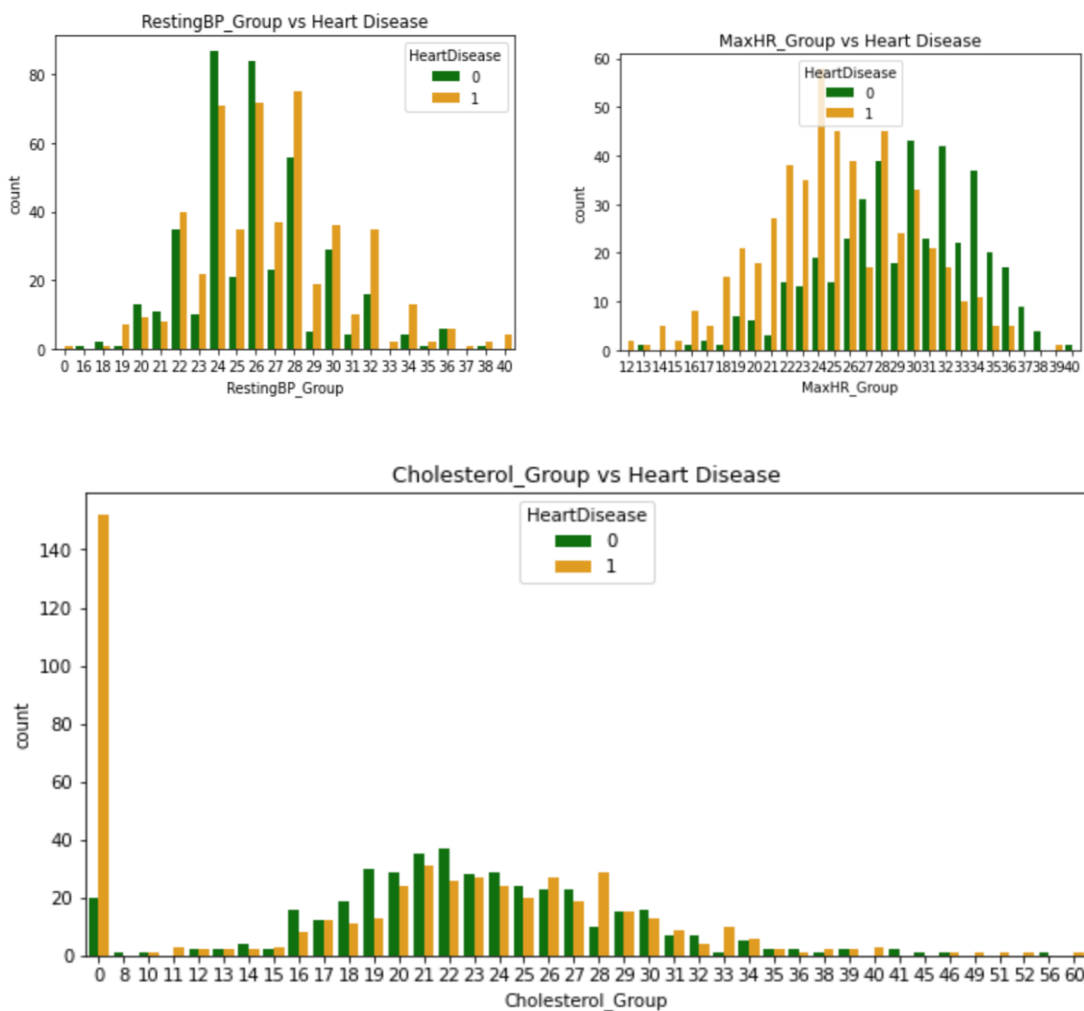 RestingBP_Group vs Heart Disease
HeartDisease
0
1
80
60
40
20
0
count
0 16 18 19 20 21 22 23 24 25 26 27 28 29 30 31 32 33 34 35 36 37 38 40
RestingBP_Group
MaxHR_Group vs Heart Disease
HeartDisease
0
1
60
50
40
30
20
10
0
count
12 13 14 15 16 17 18 19 20 21 22 23 24 25 26 27 28 29 30 31 32 33 34 35 36 37 38 39 40
MaxHR_Group
Cholesterol_Group vs Heart Disease
HeartDisease
0
1
140
120
100
80
60
40
20
0
count
0 8 10 11 12 13 14 15 16 17 18 19 20 21 22 23 24 25 26 27 28 29 30 31 32 33 34 35 36 38 39 40 41 45 46 49 51 52 56 60
Cholesterol_Group